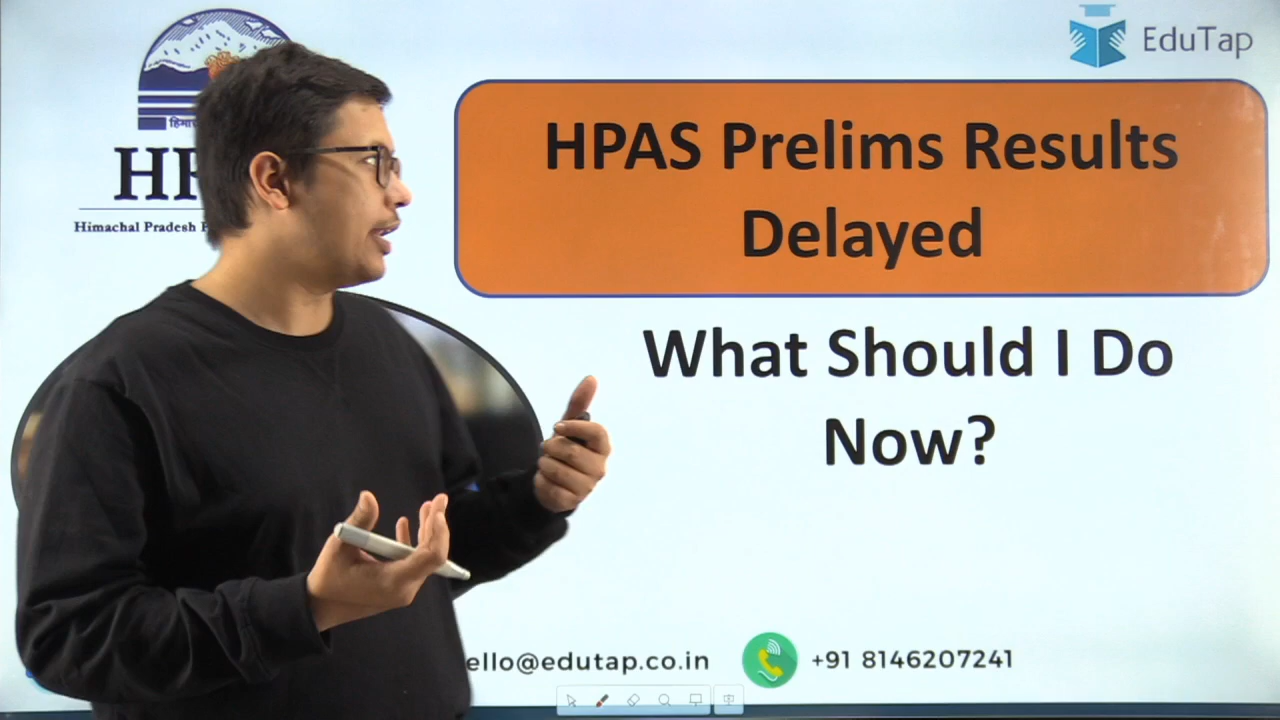 EduTap
HPAS Prelims Results
Delayed
What Should I Do
Now?
Himachal Pradesh
ello@edutap.co.in
+91 8146207241